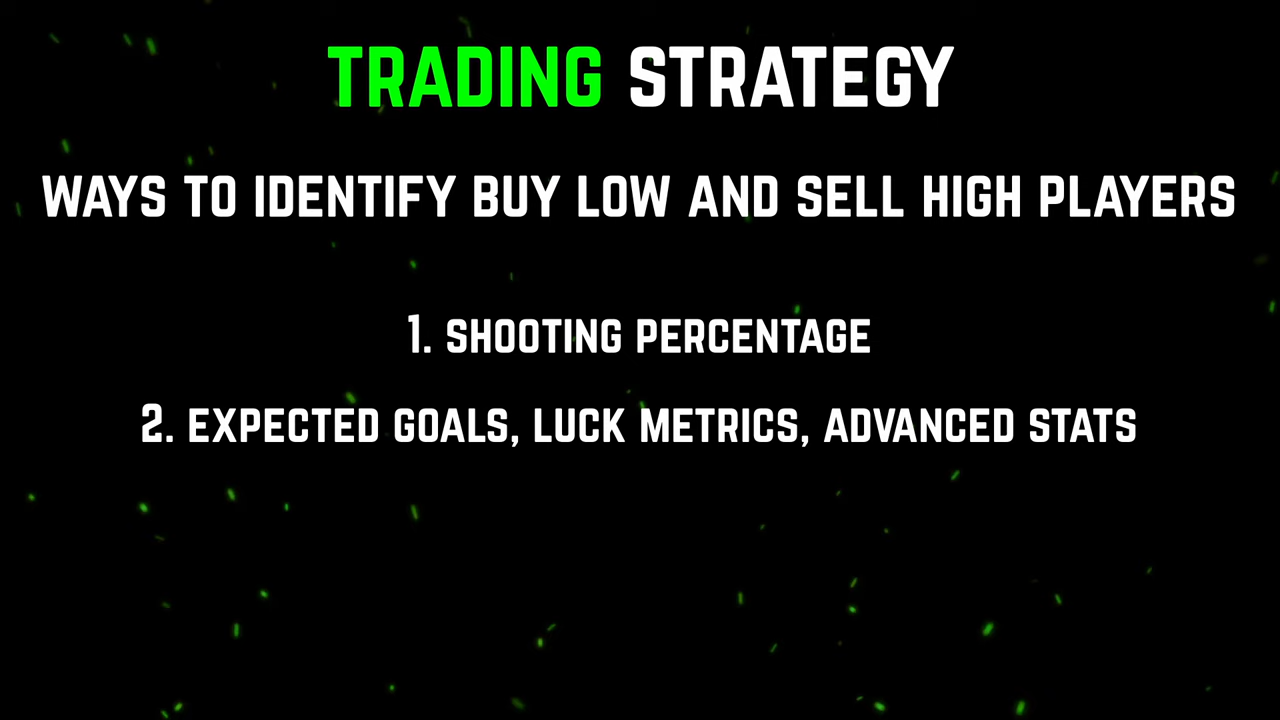 TRADING STRATEGY
WAYS TO IDENTIFY BUY LOW AND SELL HIGH PLAYERS
1. SHOOTING PERCENTAGE
2. EXPECTED GOALS, LUCK METRICS, ADVANCED STATS